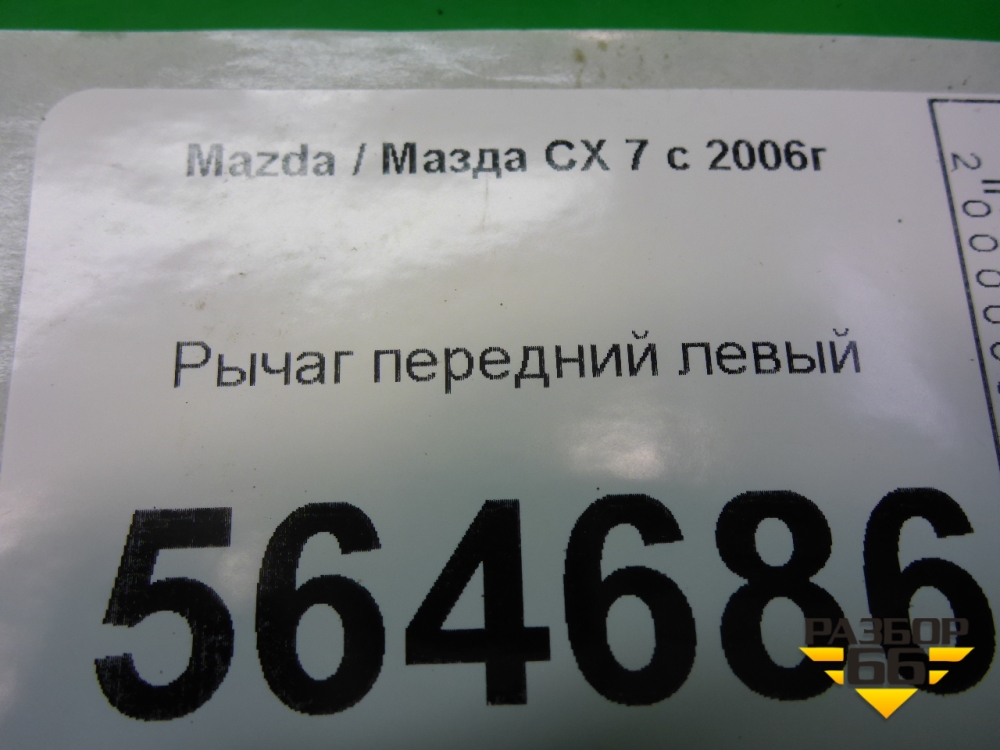 Mazda / Мазда CX 7 с 2006г
Рычаг передний левый
564686
РАЗБОР
66